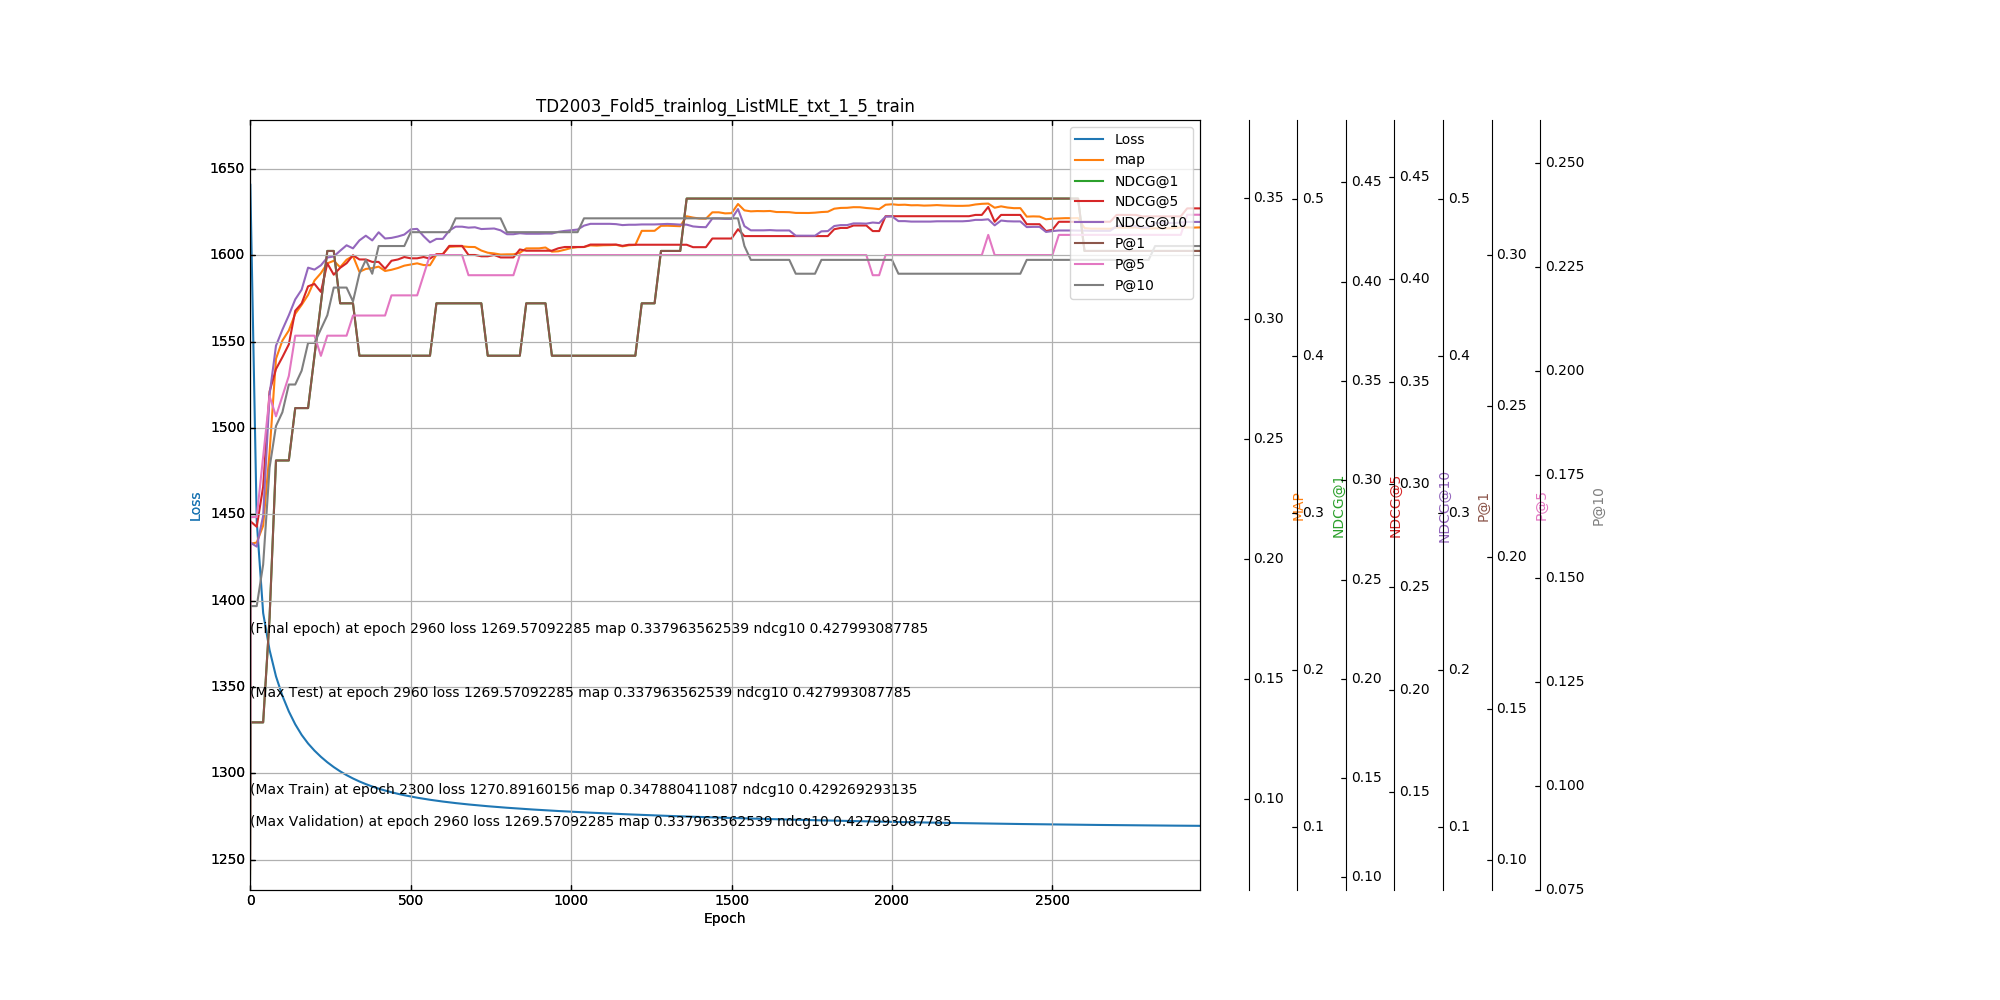 TD2003_Fold5_trainlog_ListMLE_txt_1_5_train
Loss
map
NDCG@1
NDCG@5
NDCG@10
P@1
P@5
P@10
1650
1600
1550
1500
1450
1400
1350
1300
1250
Loss
(Final epoch) at epoch 2960 loss 1269.57092285 map 0.337963562539 ndcg10 0.427993087785
(Max Test) at epoch 2960 loss 1269.57092285 map 0.337963562539 ndcg10 0.427993087785
(Max Train) at epoch 2300 loss 1270.89160156 map 0.347880411087 ndcg10 0.429269293135
(Max Validation) at epoch 2960 loss 1269.57092285 map 0.337963562539 ndcg10 0.427993087785
0 500 1000 1500 2000 2500
Epoch
0.35
0.30
0.25
0.20
0.15
0.10
MAP
0.5
0.4
0.3
0.2
0.1
NDCG@1
0.45
0.40
0.35
0.30
0.25
0.20
0.15
0.10
NDCG@5
0.45
0.40
0.35
0.30
0.25
0.20
0.15
NDCG@10
0.5
0.4
0.3
0.2
0.1
P@1
0.30
0.25
0.20
0.15
0.10
P@5
0.250
0.225
0.200
0.175
0.150
0.125
0.100
0.075
P@10